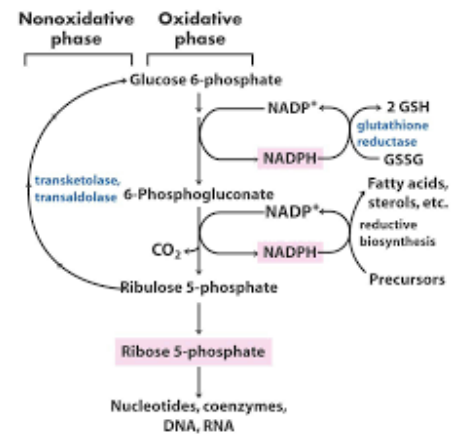 Nonoxidative phase
Oxidative phase
Glucose 6-phosphate
NADP⁺
2 GSH
glutathione
reductase
NADPH
GSSG
transketolase,
transaldolase
6-Phosphogluconate
Fatty acids,
sterols, etc.
NADP⁺
reductive
biosynthesis
CO₂
NADPH
Precursors
Ribulose 5-phosphate
Ribose 5-phosphate
Nucleotides, coenzymes,
DNA, RNA